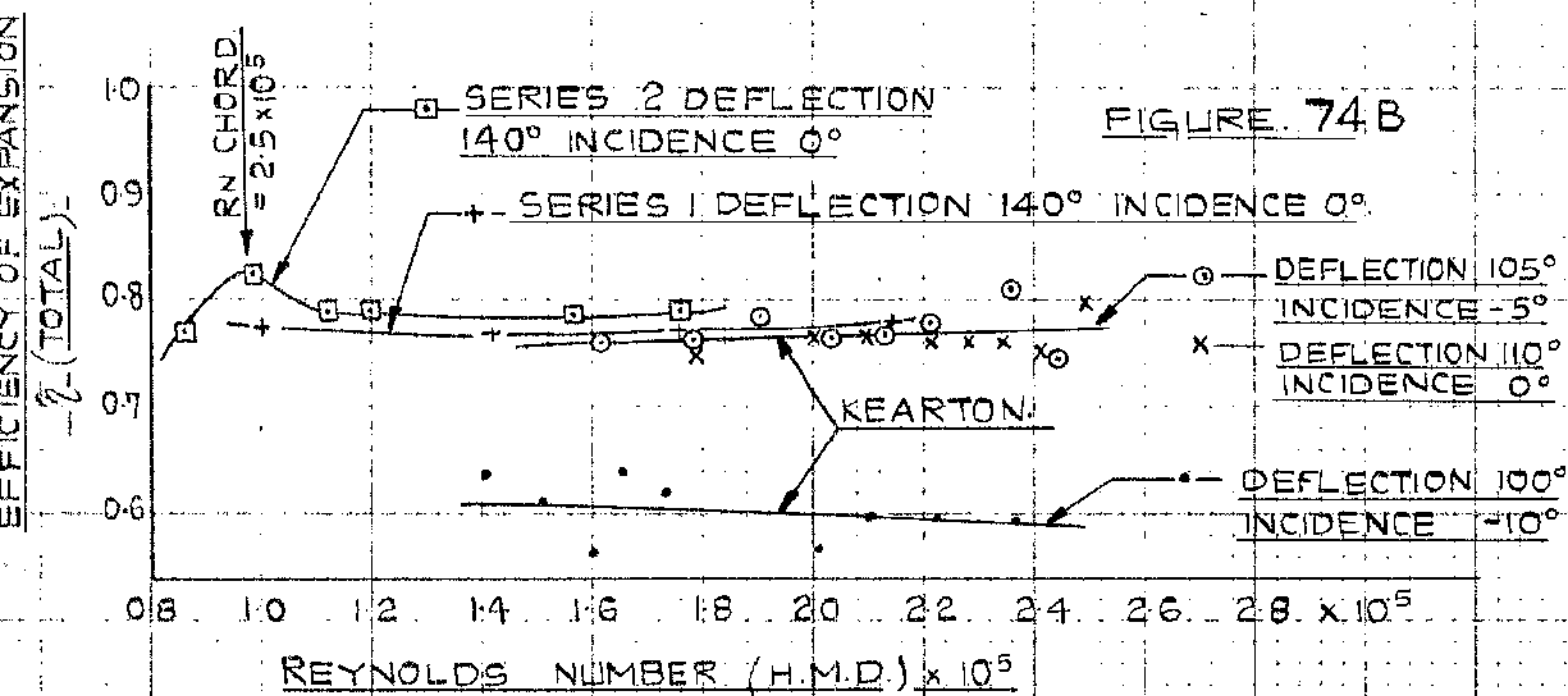 EFFICIENCY OF EXPANSION
η (TOTAL)
RN CHORD
= 2.5 x 10⁵
SERIES 2 DEFLECTION
140° INCIDENCE 0°
FIGURE. 74B
SERIES 1 DEFLECTION 140° INCIDENCE 0°.
DEFLECTION 105°
INCIDENCE -5°
DEFLECTION 110°
INCIDENCE 0°
KEARTON.
DEFLECTION 100°
INCIDENCE -10°
1.0
0.9
0.8
0.7
0.6
0.8 1.0 1.2 1.4 1.6 1.8 2.0 2.2 2.4 2.6 2.8 x 10⁵
REYNOLDS NUMBER (H.M.D.) x 10⁵